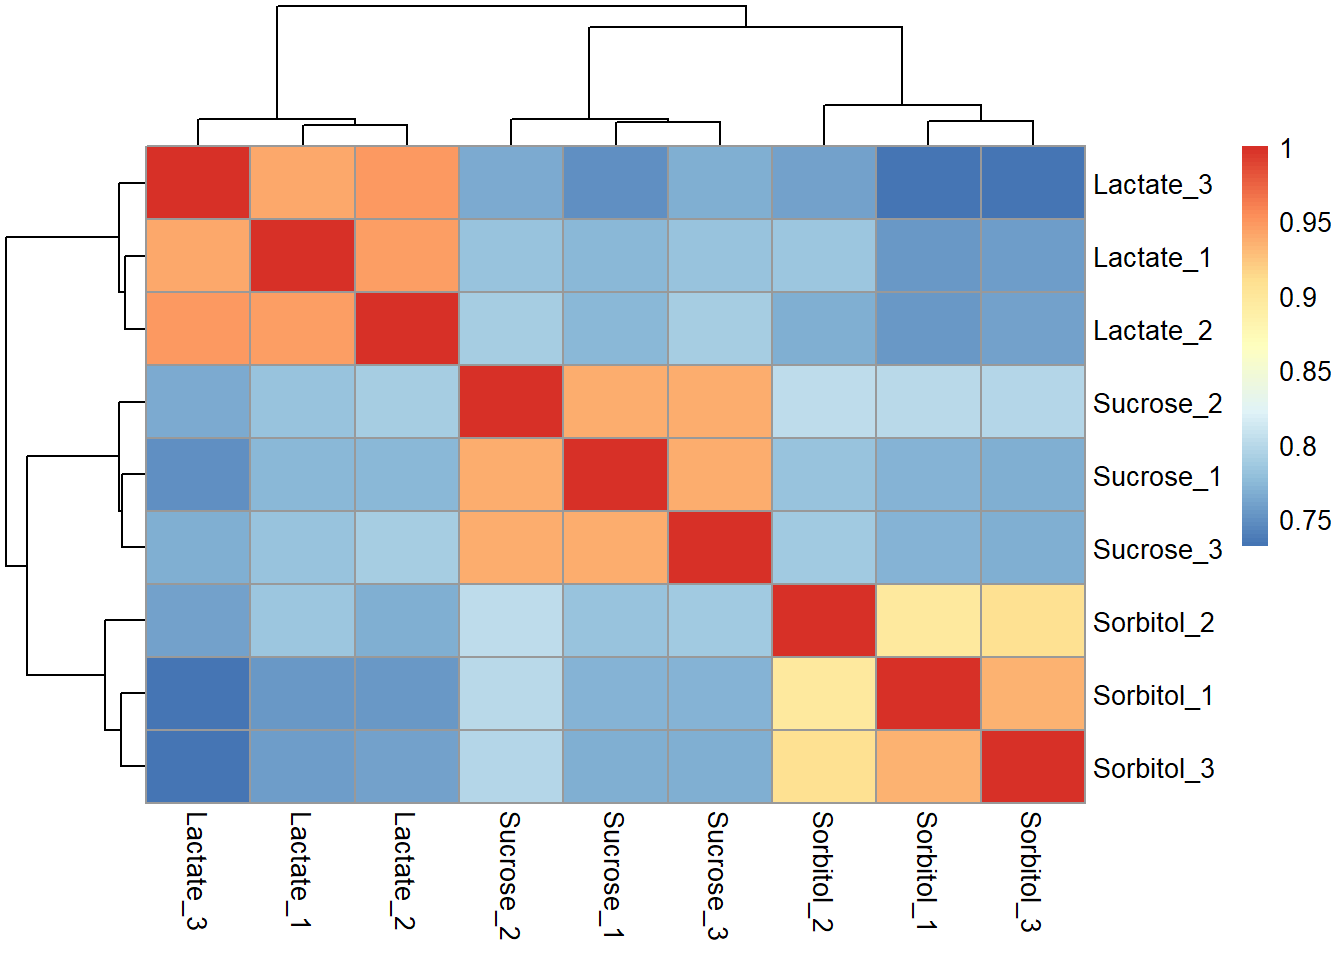 Lactate_3
Lactate_1
Lactate_2
Sucrose_2
Sucrose_1
Sucrose_3
Sorbitol_2
Sorbitol_1
Sorbitol_3
1
0.95
0.9
0.85
0.8
0.75
Lactate_3
Lactate_1
Lactate_2
Sucrose_2
Sucrose_1
Sucrose_3
Sorbitol_2
Sorbitol_1
Sorbitol_3